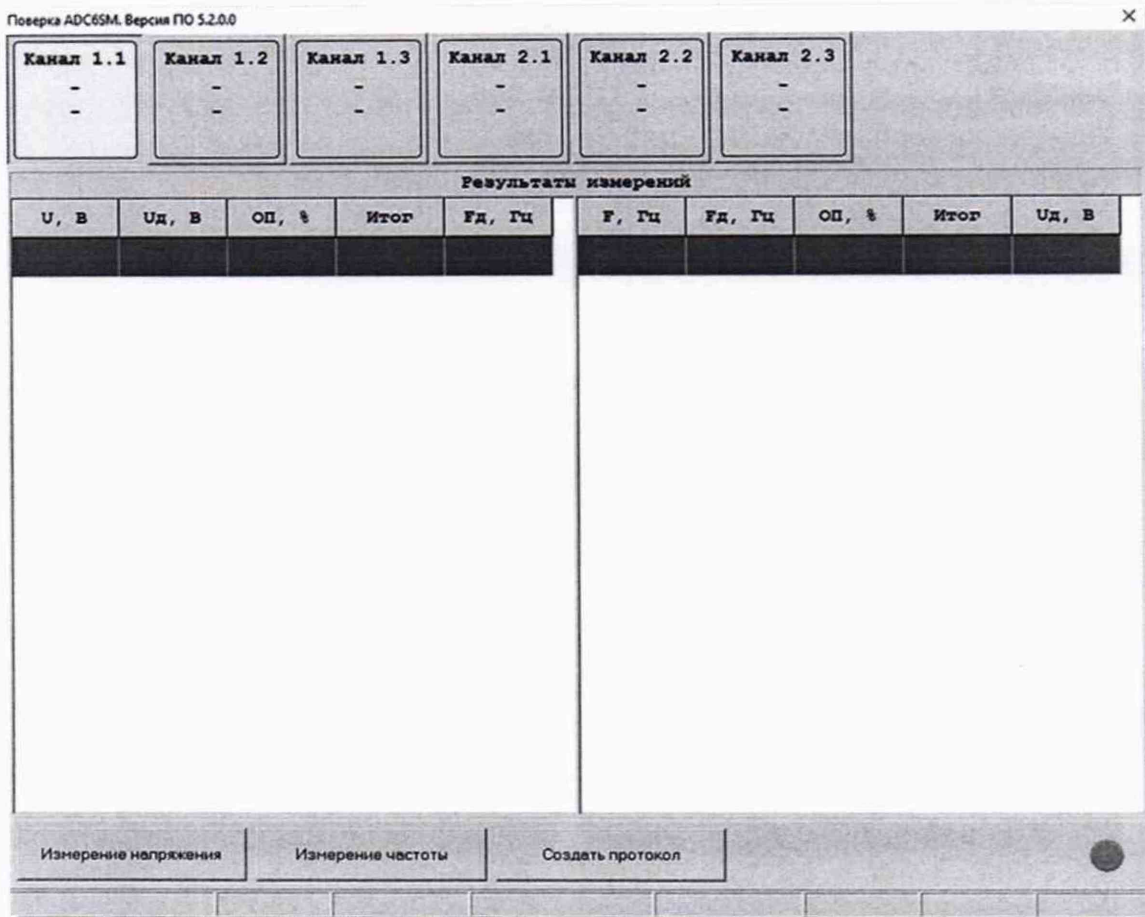 Поверка ADC6SM. Версия ПО 5.2.0.0
Канал 1.1
-
-
Канал 1.2
-
-
Канал 1.3
-
-
Канал 2.1
-
-
Канал 2.2
-
-
Канал 2.3
-
-
Результаты измерений
U, В Uд, В ОП, % Итог Fд, Гц
F, Гц Fд, Гц ОП, % Итог Uд, В
Измерение напряжения
Измерение частоты
Создать протокол